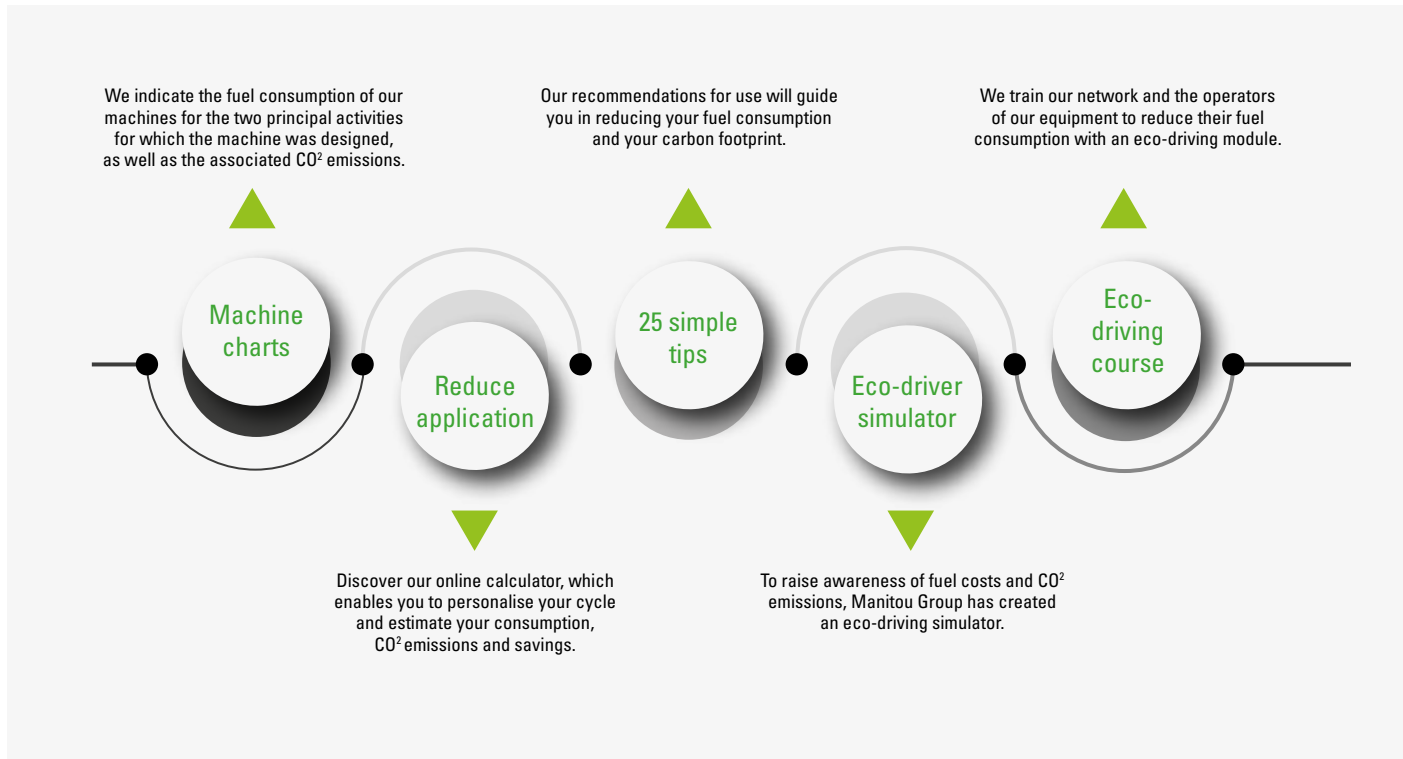 We indicate the fuel consumption of our
machines for the two principal activities
for which the machine was designed,
as well as the associated CO² emissions.
Our recommendations for use will guide
you in reducing your fuel consumption
and your carbon footprint.
We train our network and the operators
of our equipment to reduce their fuel
consumption with an eco-driving module.
Machine
charts
Reduce
application
25 simple
tips
Eco-driver
simulator
Eco-
driving
course
Discover our online calculator, which
enables you to personalise your cycle
and estimate your consumption,
CO² emissions and savings.
To raise awareness of fuel costs and CO²
emissions, Manitou Group has created
an eco-driving simulator.